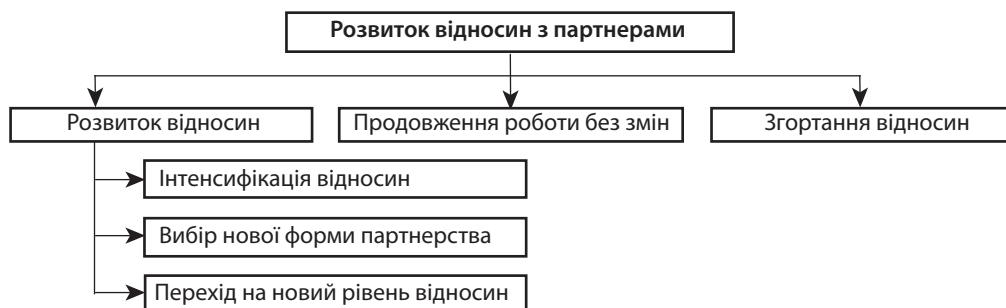 Розвиток відносин з партнерами
Розвиток відносин
Продовження роботи без змін
Згортання відносин
Інтенсифікація відносин
Вибір нової форми партнерства
Перехід на новий рівень відносин